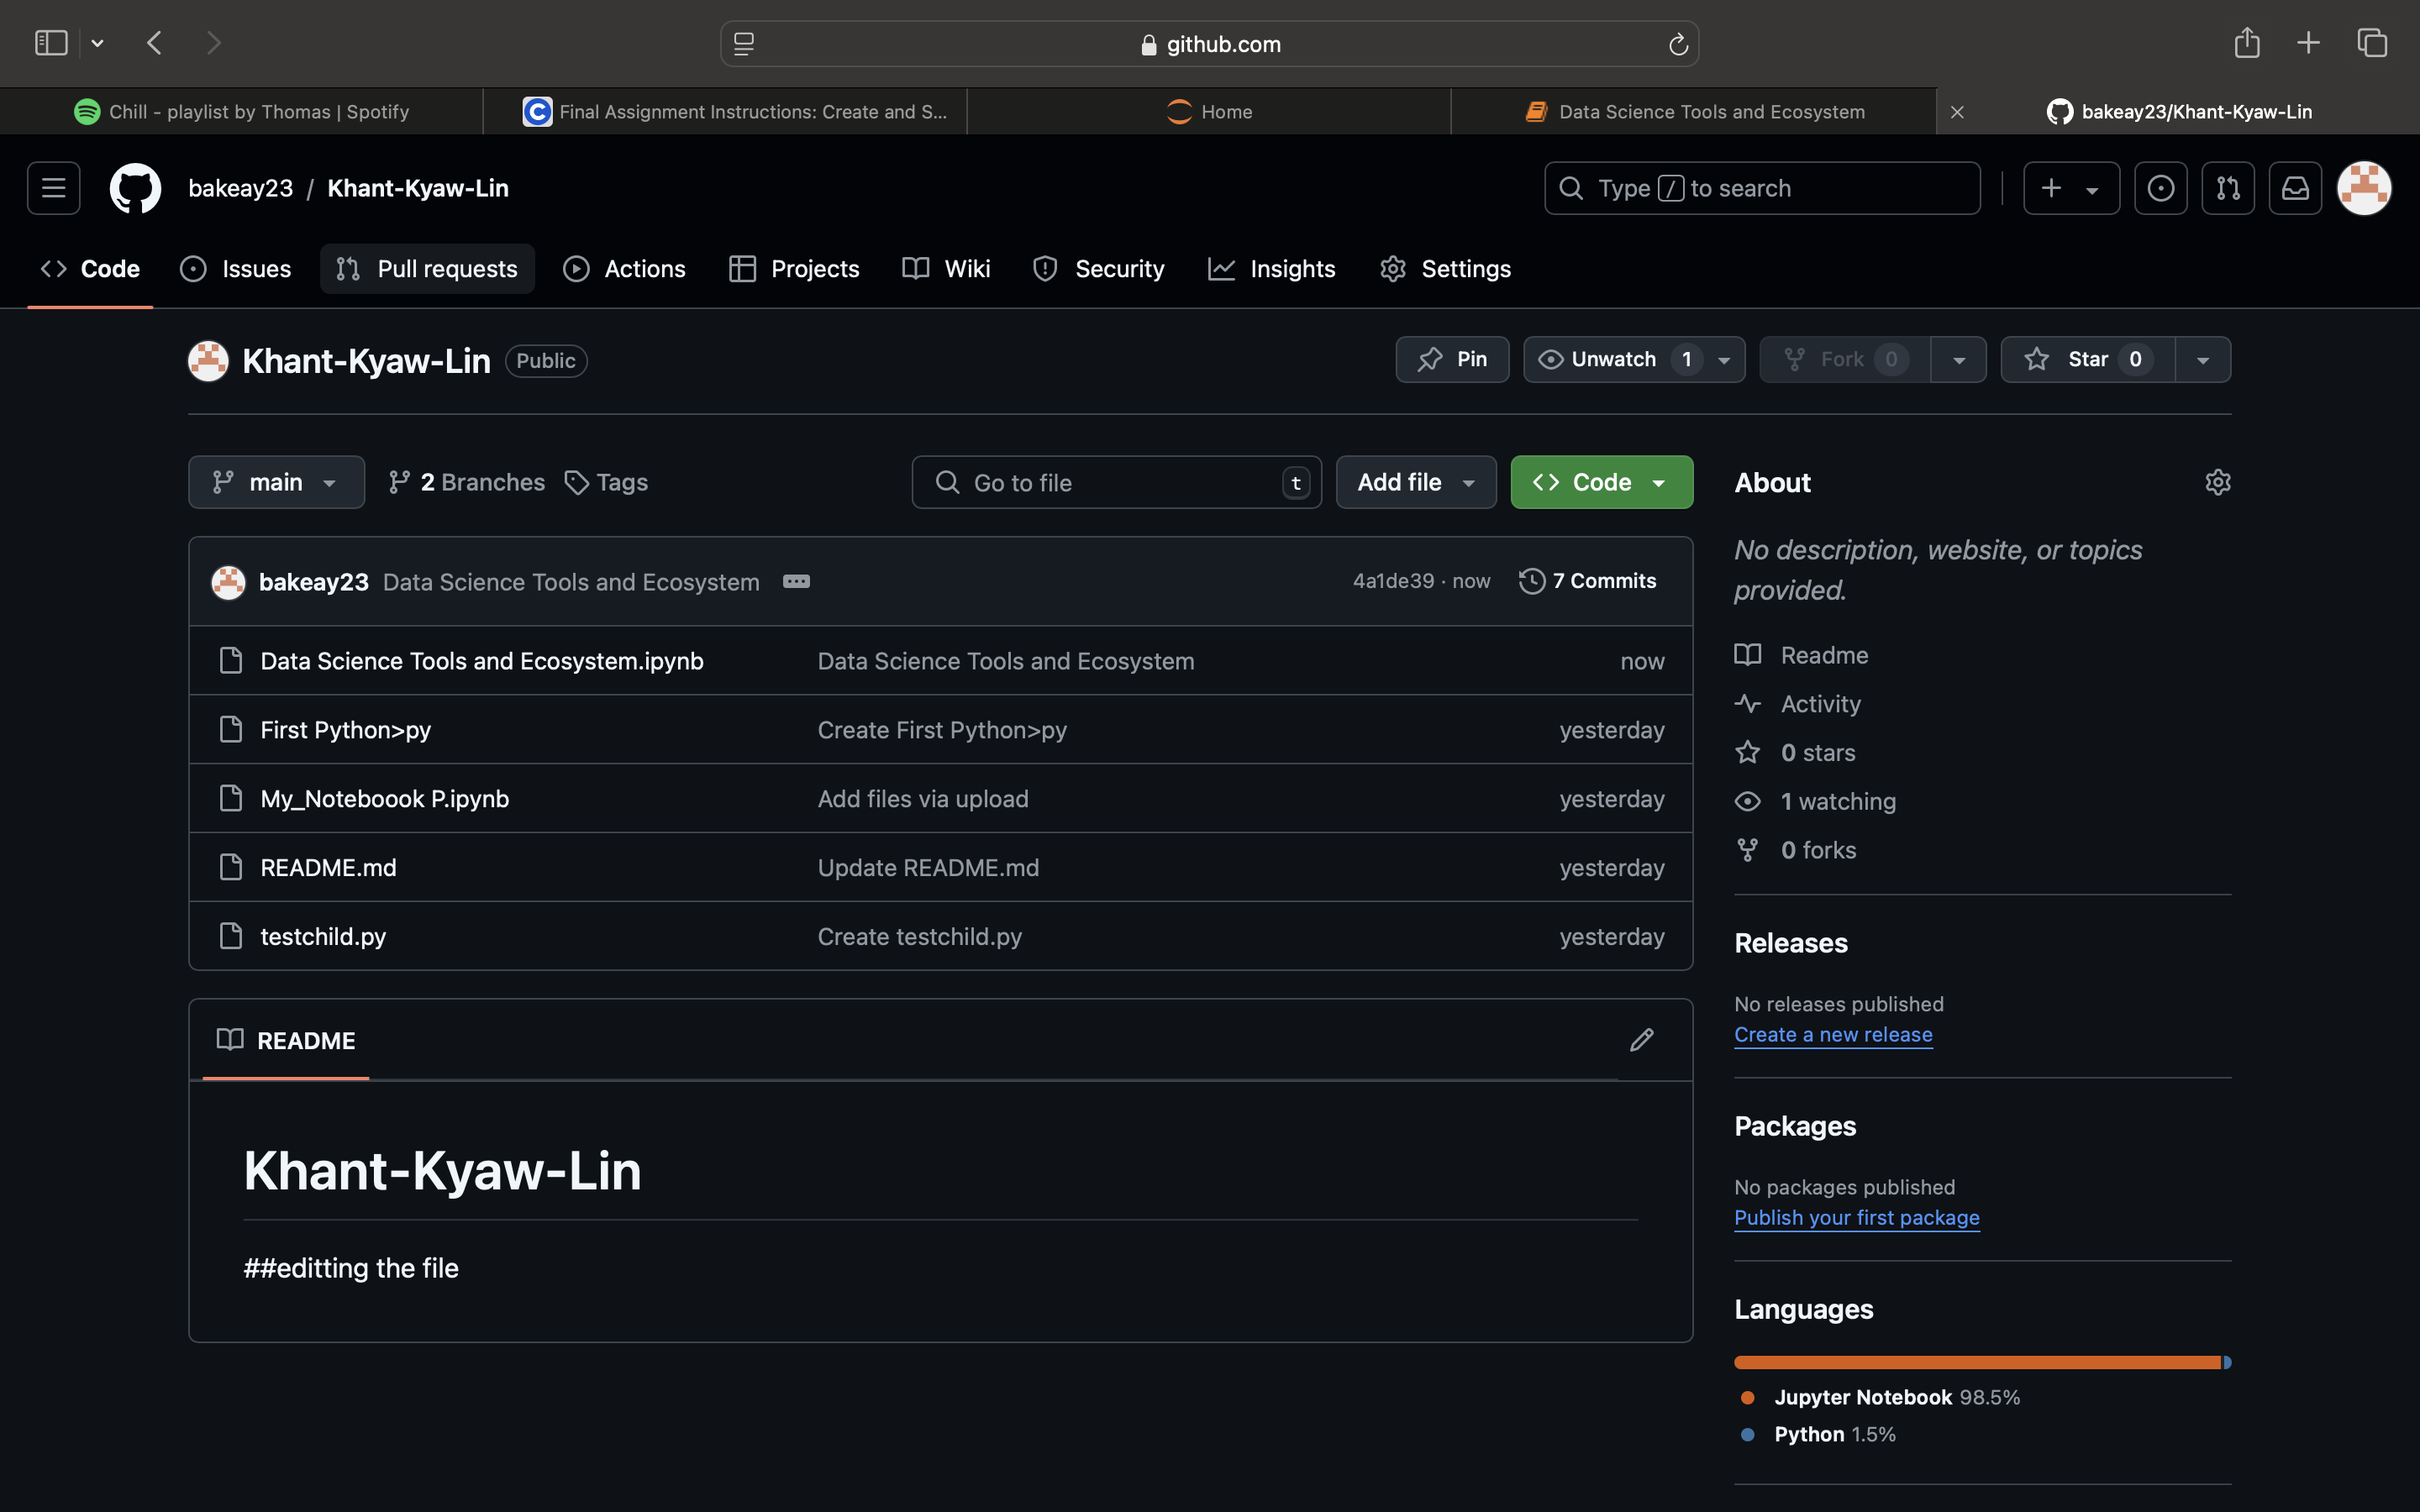 github.com
Chill - playlist by Thomas | Spotify
Final Assignment Instructions: Create and S...
Home
Data Science Tools and Ecosystem
bakeay23/Khant-Kyaw-Lin
bakeay23 / Khant-Kyaw-Lin
Type / to search
Code
Issues
Pull requests
Actions
Projects
Wiki
Security
Insights
Settings
Khant-Kyaw-Lin Public
Pin
Unwatch 1
Fork 0
Star 0
main
2 Branches
Tags
Go to file t
Add file
Code
bakeay23 Data Science Tools and Ecosystem
4a1de39 · now
7 Commits
Data Science Tools and Ecosystem.ipynb Data Science Tools and Ecosystem now
First Python>py Create First Python>py yesterday
My_Noteboook P.ipynb Add files via upload yesterday
README.md Update README.md yesterday
testchild.py Create testchild.py yesterday
README
Khant-Kyaw-Lin
##editting the file
About
No description, website, or topics
provided.
Readme
Activity
0 stars
1 watching
0 forks
Releases
No releases published
Create a new release
Packages
No packages published
Publish your first package
Languages
Jupyter Notebook 98.5%
Python 1.5%